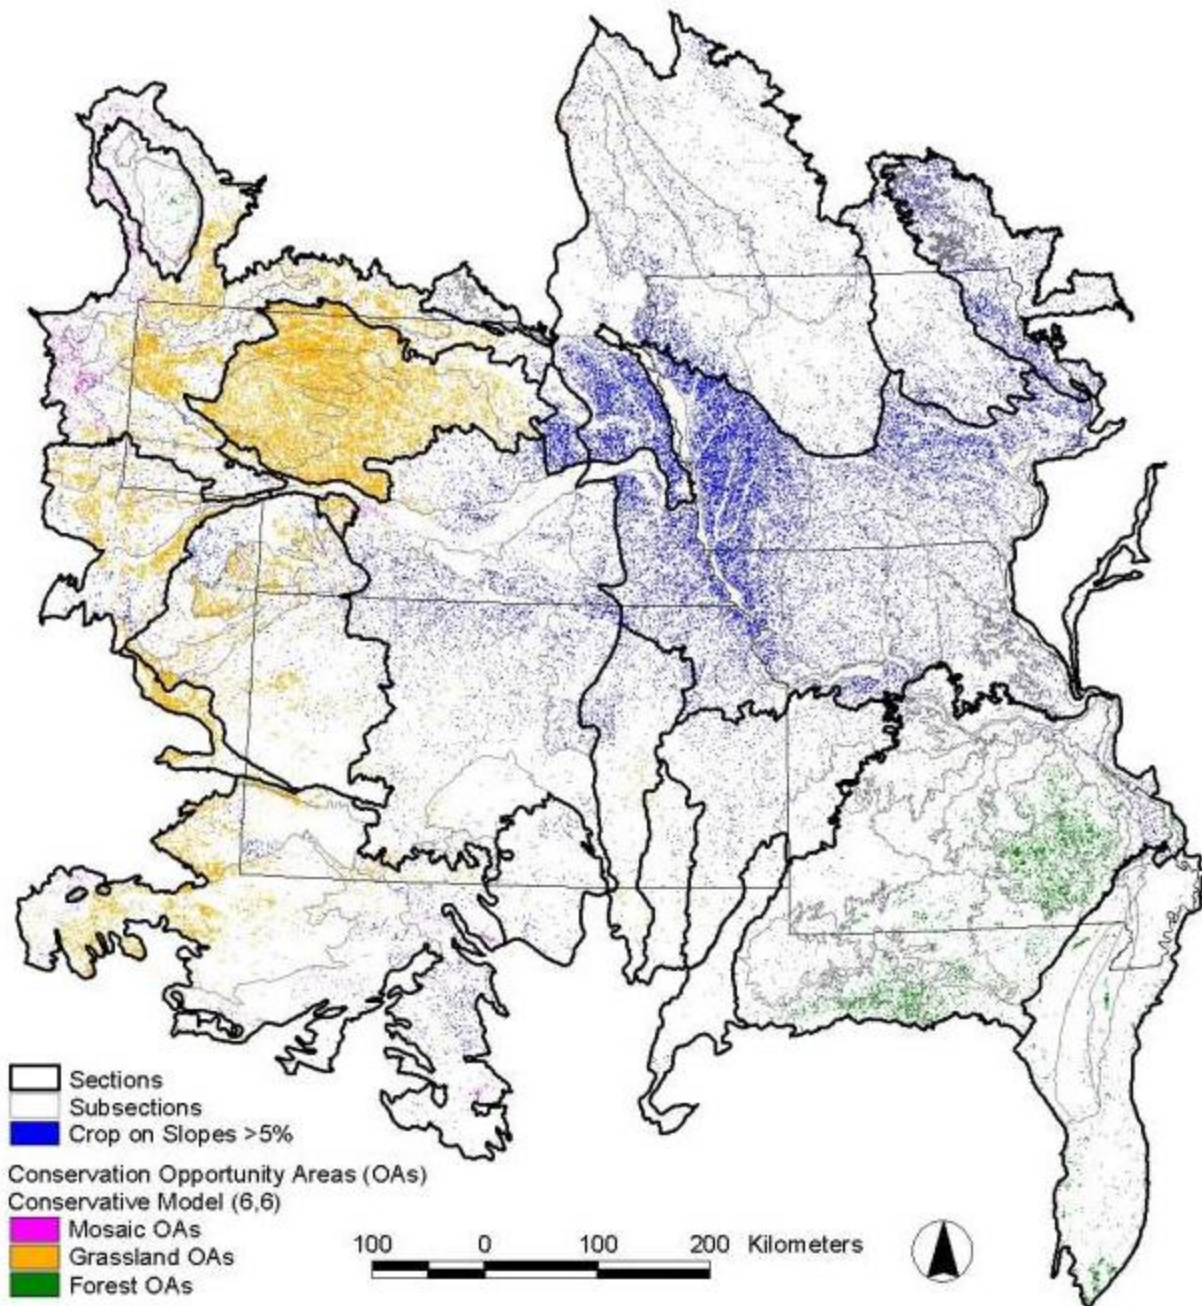 Sections
Subsections
Crop on Slopes >5%
Conservation Opportunity Areas (OAs)
Conservative Model (6,6)
Mosaic OAs
Grassland OAs
Forest OAs
100 0 100 200 Kilometers